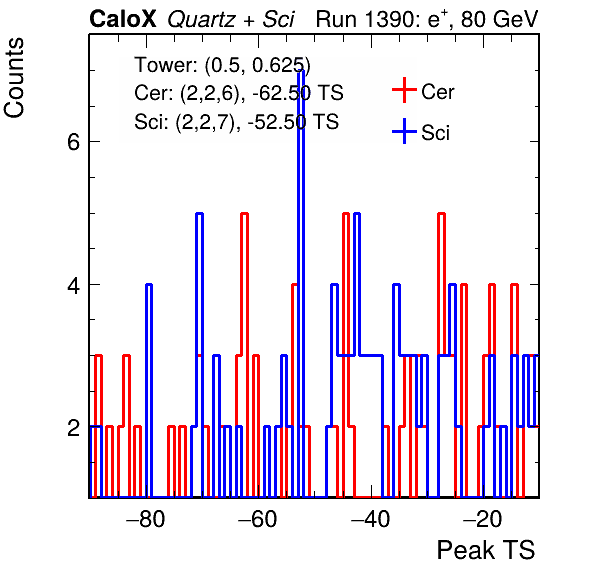 CaloX Quartz + Sci Run 1390: e⁺, 80 GeV
Counts
Tower: (0.5, 0.625)
Cer: (2,2,6), -62.50 TS
Sci: (2,2,7), -52.50 TS
Cer
Sci
6
4
2
−80 −60 −40 −20
Peak TS